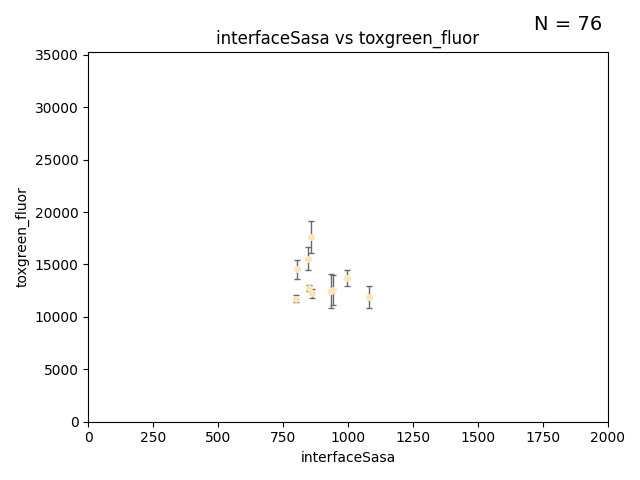 N = 76
interfaceSasa vs toxgreen_fluor
35000
30000
25000
20000
15000
10000
5000
0
toxgreen_fluor
0 250 500 750 1000 1250 1500 1750 2000
interfaceSasa